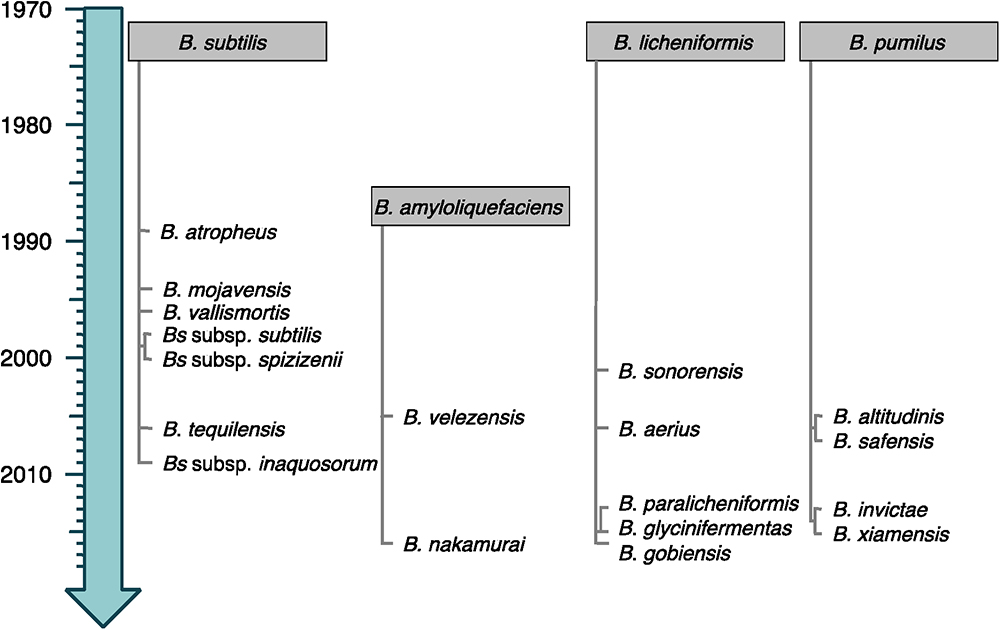 1970
1980
1990
2000
2010
B. subtilis
B. atropheus
B. mojavensis
B. vallismortis
Bs subsp. subtilis
Bs subsp. spizizenii
B. tequilensis
Bs subsp. inaquosorum
B. amyloliquefaciens
B. velezensis
B. nakamurai
B. licheniformis
B. sonorensis
B. aerius
B. paralicheniformis
B. glycinifermentas
B. gobiensis
B. pumilus
B. altitudinis
B. safensis
B. invictae
B. xiamensis